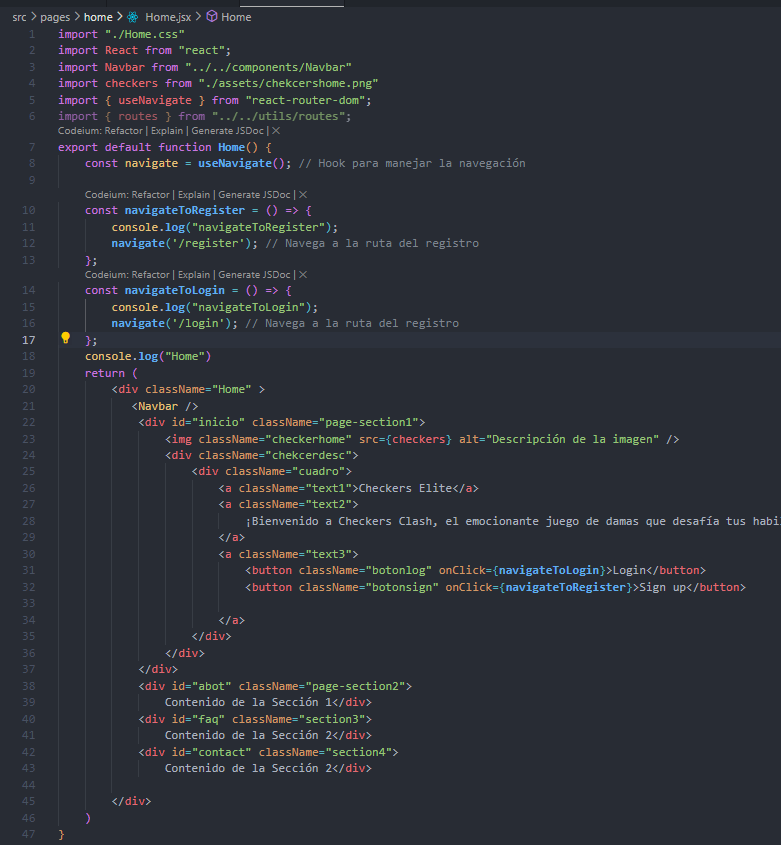 src > pages > home > Home.jsx > Home
1 import "./Home.css"
2 import React from "react";
3 import Navbar from "../../components/Navbar"
4 import checkers from "./assets/chekcershome.png"
5 import { useNavigate } from "react-router-dom";
6 import { routes } from "../../utils/routes";
Codeium: Refactor | Explain | Generate JSDoc | ×
7 export default function Home() {
8 const navigate = useNavigate(); // Hook para manejar la navegación
9
Codeium: Refactor | Explain | Generate JSDoc | ×
10 const navigateToRegister = () => {
11 console.log("navigateToRegister");
12 navigate('/register'); // Navega a la ruta del registro
13 };
Codeium: Refactor | Explain | Generate JSDoc | ×
14 const navigateToLogin = () => {
15 console.log("navigateToLogin");
16 navigate('/login'); // Navega a la ruta del registro
17 };
18 console.log("Home")
19 return (
20 <div className="Home" >
21 <Navbar />
22 <div id="inicio" className="page-section1">
23 <img className="checkerhome" src={checkers} alt="Descripción de la imagen" />
24 <div className="chekcerdesc">
25 <div className="cuadro">
26 <a className="text1">Checkers Elite</a>
27 <a className="text2">
28 ¡Bienvenido a Checkers Clash, el emocionante juego de damas que desafía tus habi
29 </a>
30 <a className="text3">
31 <button className="botonlog" onClick={navigateToLogin}>Login</button>
32 <button className="botonsign" onClick={navigateToRegister}>Sign up</button>
33
34 </a>
35 </div>
36 </div>
37 </div>
38 <div id="abot" className="page-section2">
39 Contenido de la Sección 1</div>
40 <div id="faq" className="section3">
41 Contenido de la Sección 2</div>
42 <div id="contact" className="section4">
43 Contenido de la Sección 2</div>
44
45 </div>
46 )
47 }